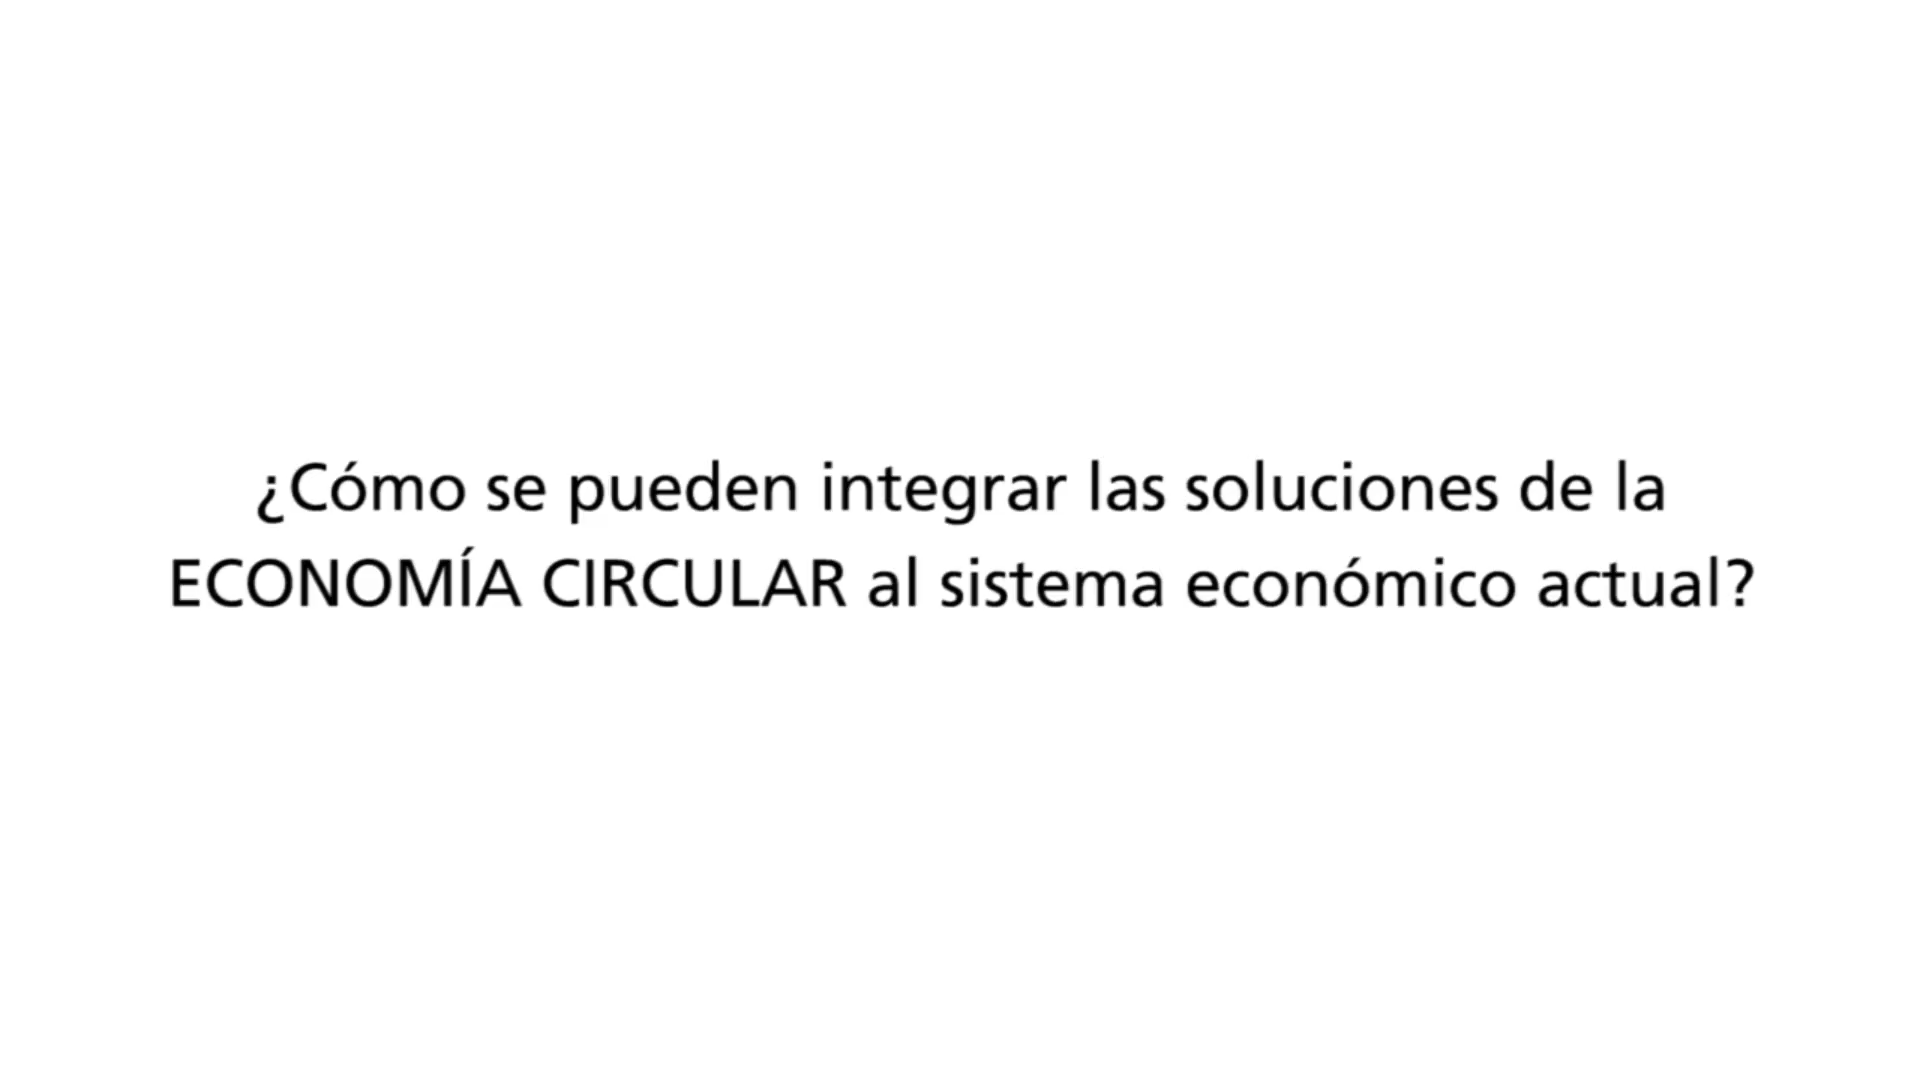 ¿Cómo se pueden integrar las soluciones de la
ECONOMÍA CIRCULAR al sistema económico actual?